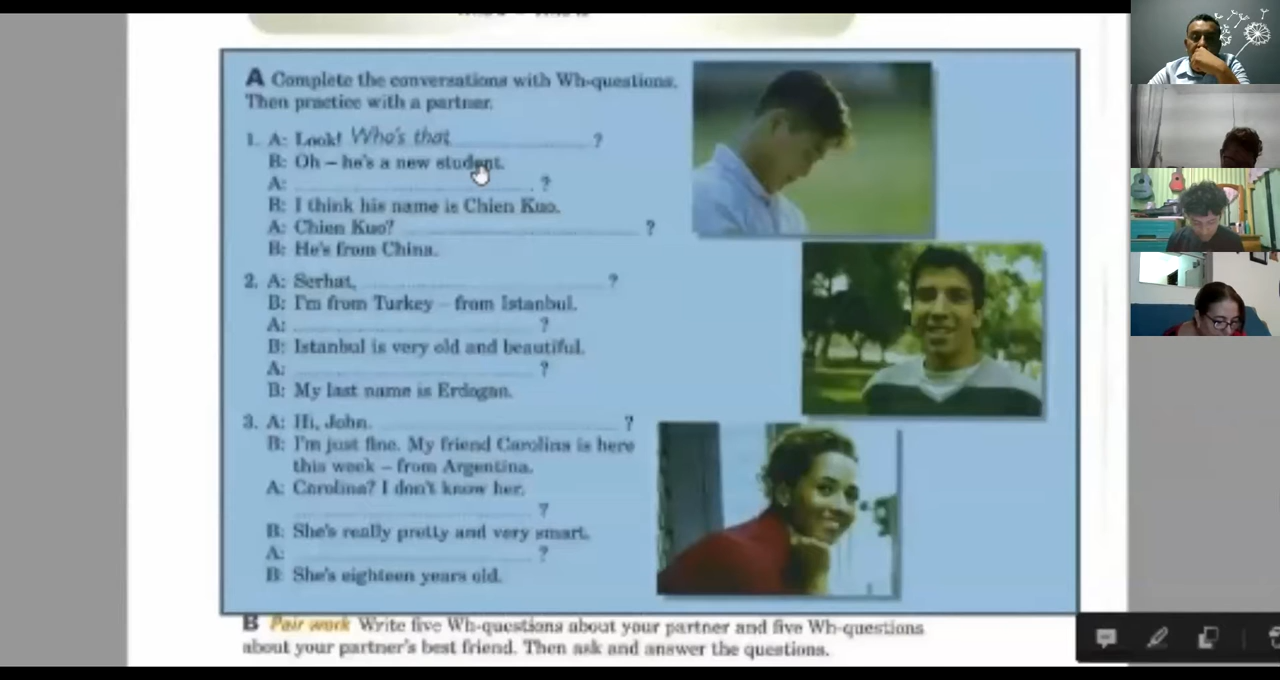 A Complete the conversations with Wh-questions.
Then practice with a partner.
1. A: Look! Who's that ?
B: Oh – he's a new student.
A: ?
B: I think his name is Chien Kuo.
A: Chien Kuo? ?
B: He's from China.
2. A: Serhat, ?
B: I'm from Turkey – from Istanbul.
A: ?
B: Istanbul is very old and beautiful.
A: ?
B: My last name is Erdogan.
3. A: Hi, John. ?
B: I'm just fine. My friend Carolina is here
this week – from Argentina.
A: Carolina? I don't know her.
?
B: She's really pretty and very smart.
A: ?
B: She's eighteen years old.
B Pair work Write five Wh-questions about your partner and five Wh-questions
about your partner's best friend. Then ask and answer the questions.